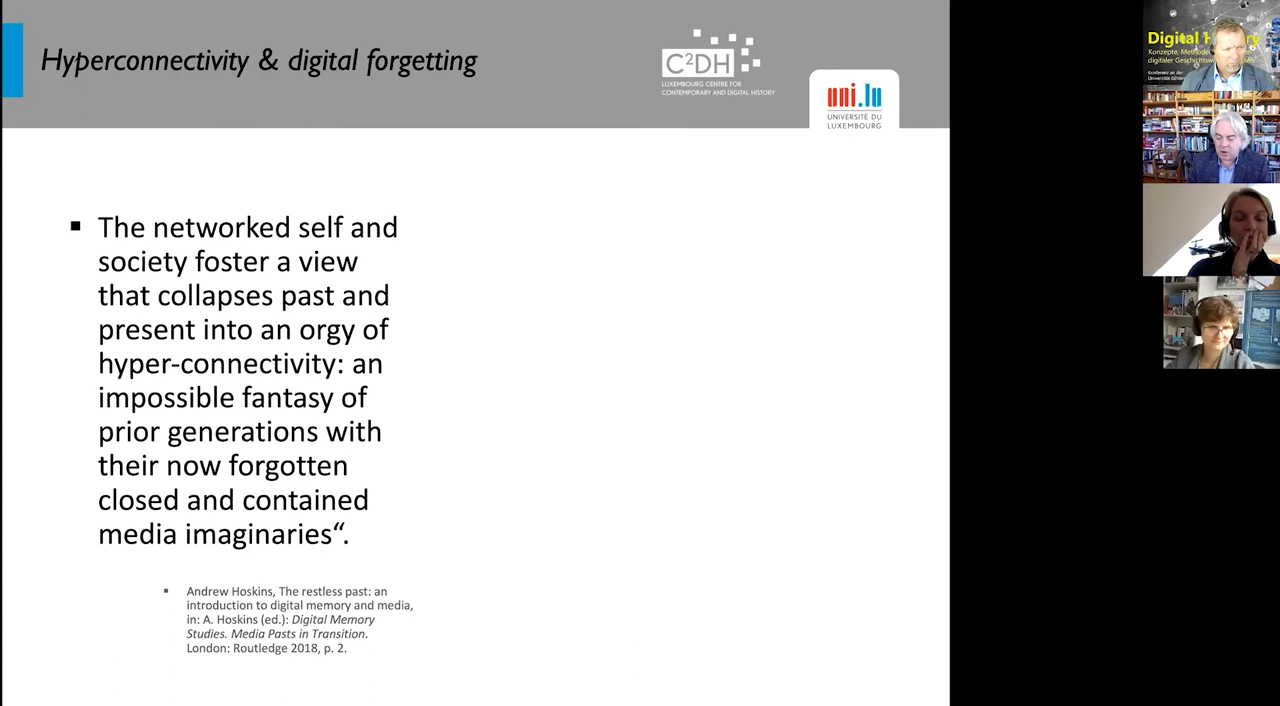 Hyperconnectivity & digital forgetting
C²DH
LUXEMBOURG CENTRE FOR
CONTEMPORARY AND DIGITAL HISTORY
uni.lu
UNIVERSITÉ DU
LUXEMBOURG
▪ The networked self and
society foster a view
that collapses past and
present into an orgy of
hyper-connectivity: an
impossible fantasy of
prior generations with
their now forgotten
closed and contained
media imaginaries“.
▪ Andrew Hoskins, The restless past: an
introduction to digital memory and media,
in: A. Hoskins (ed.): Digital Memory
Studies. Media Pasts in Transition.
London: Routledge 2018, p. 2.
Digital
Konzepte,
digitaler
Konferenz an der